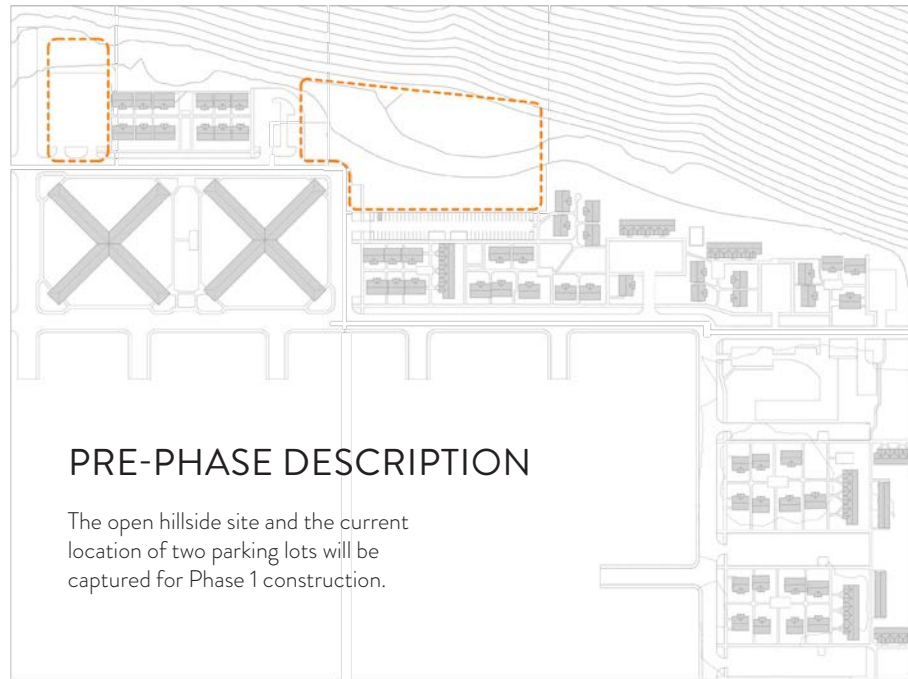 PRE-PHASE DESCRIPTION
The open hillside site and the current
location of two parking lots will be
captured for Phase 1 construction.